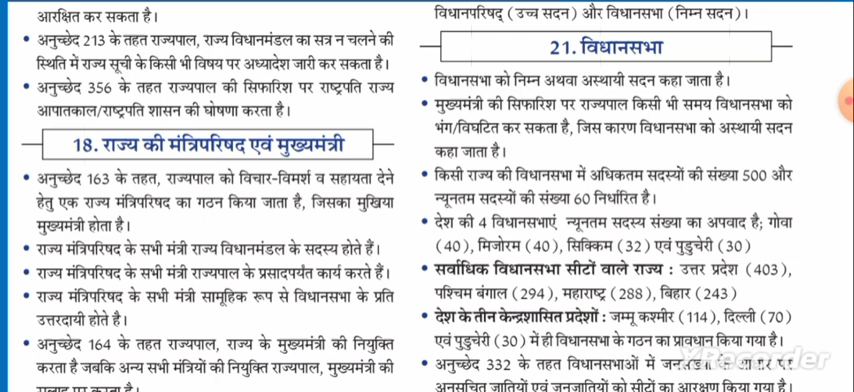 आरक्षित कर सकता है।
• अनुच्छेद 213 के तहत राज्यपाल, राज्य विधानमंडल का सत्र न चलने की
स्थिति में राज्य सूची के किसी भी विषय पर अध्यादेश जारी कर सकता है।
• अनुच्छेद 356 के तहत राज्यपाल की सिफारिश पर राष्ट्रपति राज्य
आपातकाल/राष्ट्रपति शासन की घोषणा करता है।
18. राज्य की मंत्रिपरिषद एवं मुख्यमंत्री
• अनुच्छेद 163 के तहत, राज्यपाल को विचार-विमर्श व सहायता देने
हेतु एक राज्य मंत्रिपरिषद का गठन किया जाता है, जिसका मुखिया
मुख्यमंत्री होता है।
• राज्य मंत्रिपरिषद के सभी मंत्री राज्य विधानमंडल के सदस्य होते हैं।
• राज्य मंत्रिपरिषद के सभी मंत्री राज्यपाल के प्रसादपर्यंत कार्य करते हैं।
• राज्य मंत्रिपरिषद के सभी मंत्री सामूहिक रूप से विधानसभा के प्रति
उत्तरदायी होते है।
• अनुच्छेद 164 के तहत राज्यपाल, राज्य के मुख्यमंत्री की नियुक्ति
करता है जबकि अन्य सभी मंत्रियों की नियुक्ति राज्यपाल, मुख्यमंत्री की
सलाह पर करता है।
विधानपरिषद् (उच्च सदन) और विधानसभा (निम्न सदन)।
21. विधानसभा
• विधानसभा को निम्न अथवा अस्थायी सदन कहा जाता है।
• मुख्यमंत्री की सिफारिश पर राज्यपाल किसी भी समय विधानसभा को
भंग/विघटित कर सकता है, जिस कारण विधानसभा को अस्थायी सदन
कहा जाता है।
• किसी राज्य की विधानसभा में अधिकतम सदस्यों की संख्या 500 और
न्यूनतम सदस्यों की संख्या 60 निर्धारित है।
• देश की 4 विधानसभाएं न्यूनतम सदस्य संख्या का अपवाद है; गोवा
(40), मिजोरम (40), सिक्किम (32) एवं पुडुचेरी (30)
• सर्वाधिक विधानसभा सीटों वाले राज्य : उत्तर प्रदेश (403),
पश्चिम बंगाल (294), महाराष्ट्र (288), बिहार (243)
• देश के तीन केन्द्रशासित प्रदेशों : जम्मू कश्मीर (114), दिल्ली (70)
एवं पुडुचेरी (30) में ही विधानसभा के गठन का प्रावधान किया गया है।
• अनुच्छेद 332 के तहत विधानसभाओं में जनसंख्या के आधार पर
अनुसूचित जातियों एवं जनजातियों को सीटों का आरक्षण किया गया है।
XRecorder